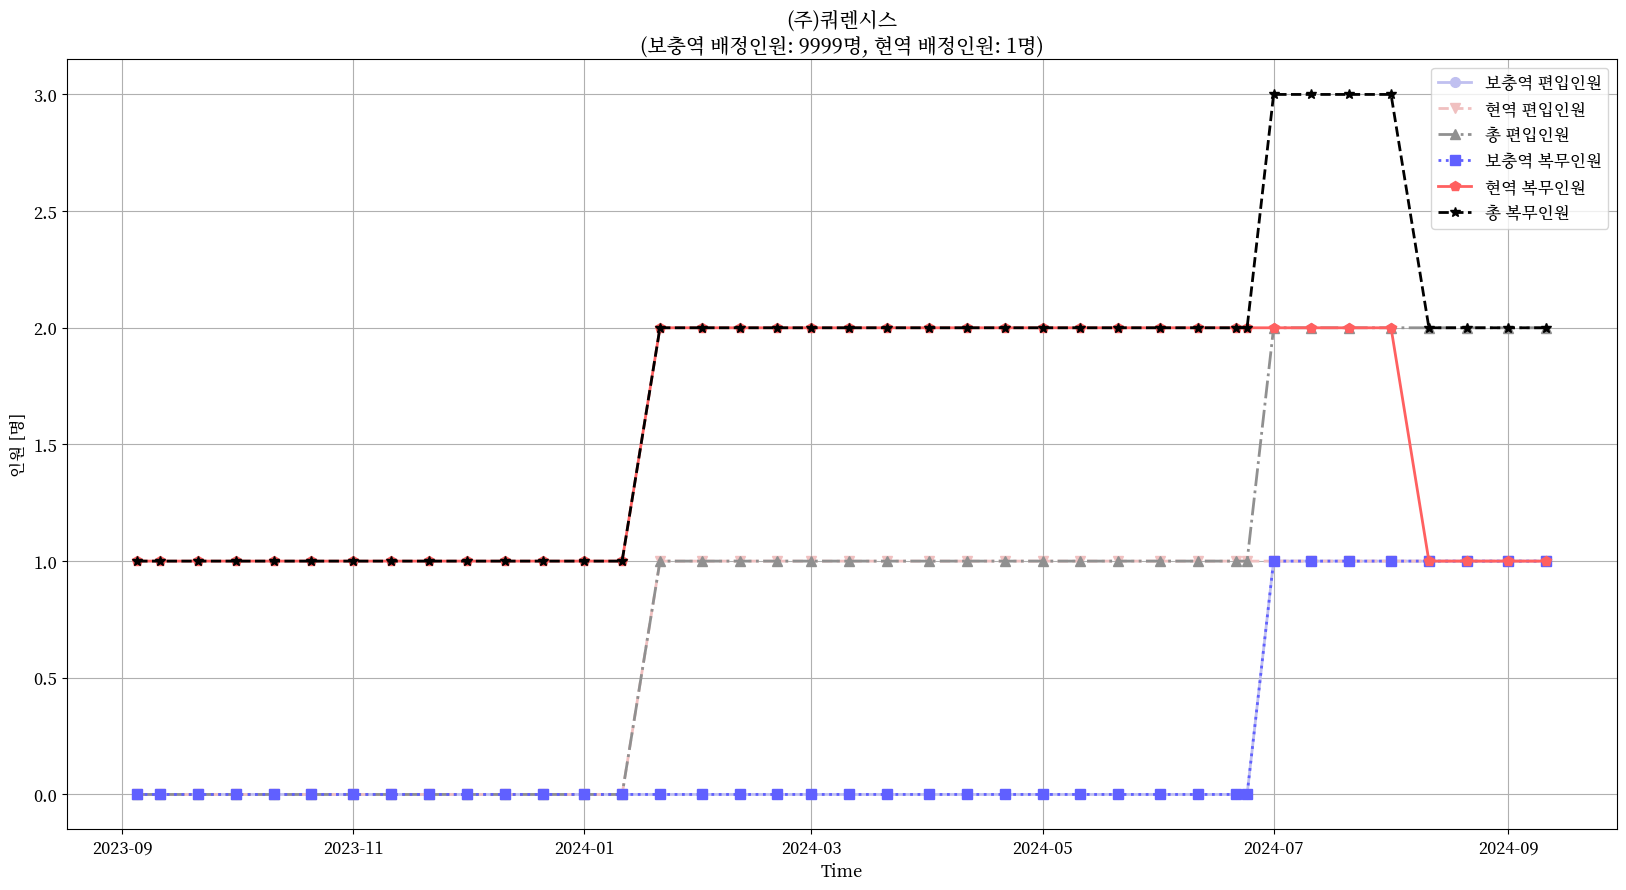 (주)쿼렌시스
(보충역 배정인원: 9999명, 현역 배정인원: 1명)
보충역 편입인원
현역 편입인원
총 편입인원
보충역 복무인원
현역 복무인원
총 복무인원
인원 [명]
3.0
2.5
2.0
1.5
1.0
0.5
0.0
2023-09 2023-11 2024-01 2024-03 2024-05 2024-07 2024-09
Time